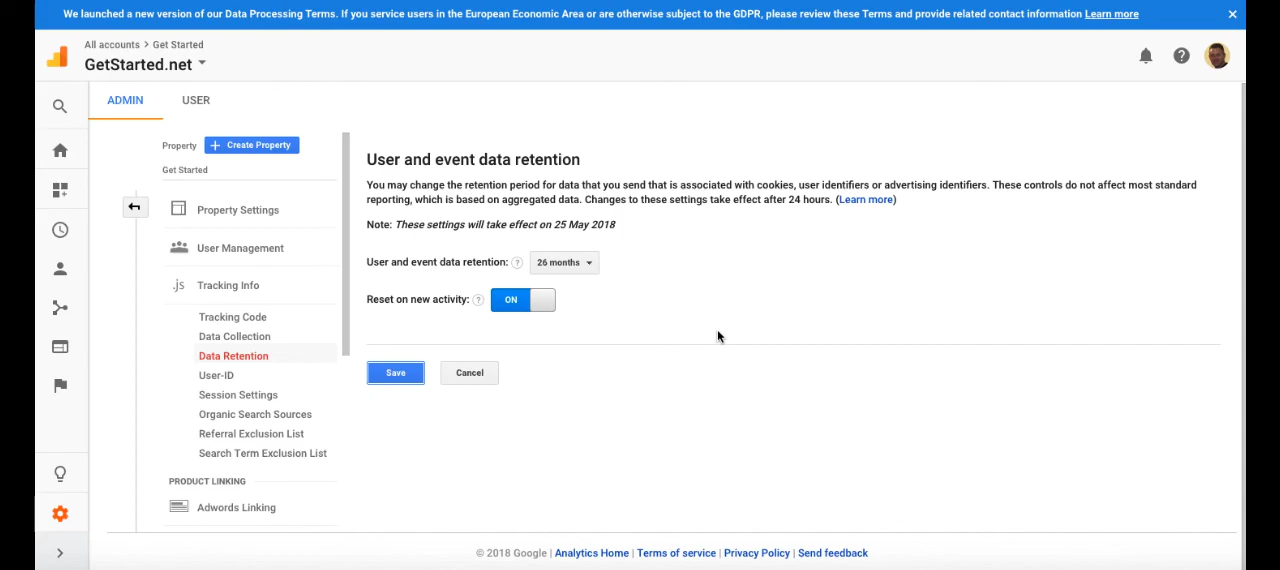 We launched a new version of our Data Processing Terms. If you service users in the European Economic Area or are otherwise subject to the GDPR, please review these Terms and provide related contact information Learn more
All accounts > Get Started
GetStarted.net
ADMIN USER
Property + Create Property
Get Started
Property Settings
User Management
.js Tracking Info
Tracking Code
Data Collection
Data Retention
User-ID
Session Settings
Organic Search Sources
Referral Exclusion List
Search Term Exclusion List
PRODUCT LINKING
Adwords Linking
User and event data retention
You may change the retention period for data that you send that is associated with cookies, user identifiers or advertising identifiers. These controls do not affect most standard
reporting, which is based on aggregated data. Changes to these settings take effect after 24 hours. (Learn more)
Note: These settings will take effect on 25 May 2018
User and event data retention: ? 26 months
Reset on new activity: ? ON
Save Cancel
© 2018 Google | Analytics Home | Terms of service | Privacy Policy | Send feedback